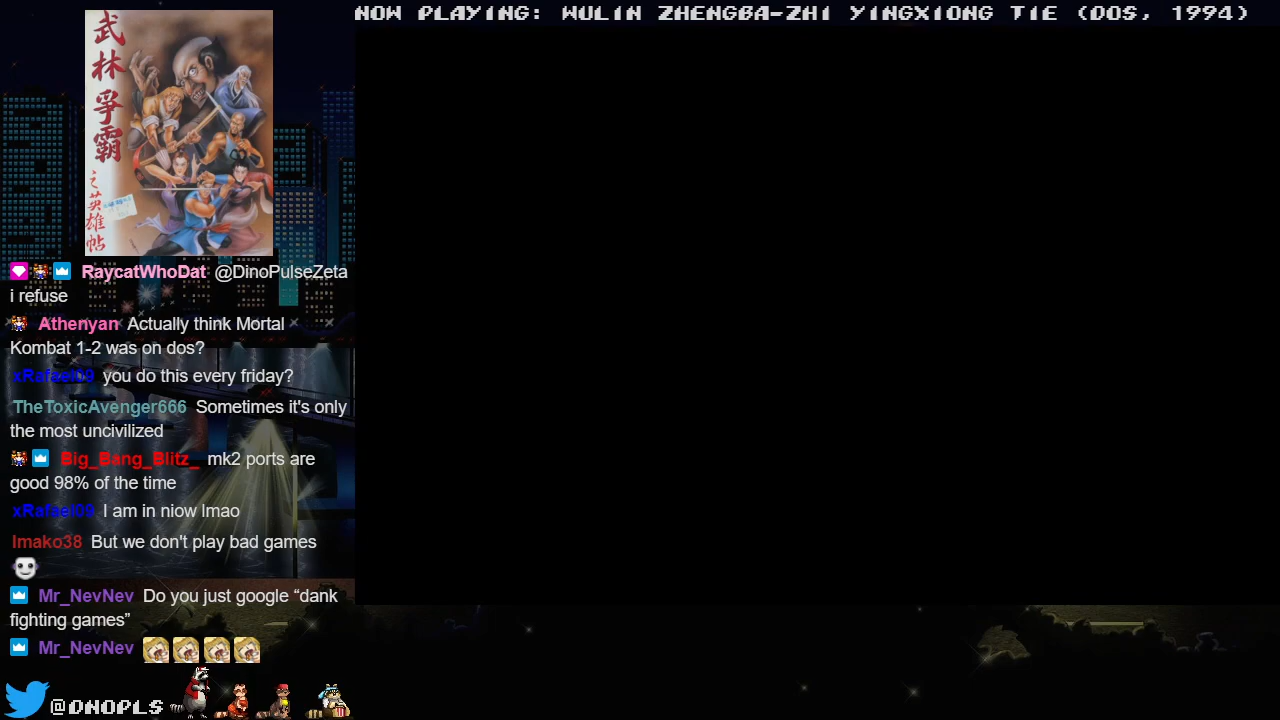 NOW PLAYING: WULIN ZHENGBA-ZHI YINGXIONG TIE (DOS, 1994)
武林爭霸
之英雄帖
RaycatWhoDat @DinoPulseZeta
i refuse
Athenyan Actually think Mortal
Kombat 1-2 was on dos?
xRafael09 you do this every friday?
TheToxicAvenger666 Sometimes it's only
the most uncivilized
Big_Bang_Blitz_ mk2 ports are
good 98% of the time
xRafael09 I am in niow lmao
Imako38 But we don't play bad games
Mr_NevNev Do you just google “dank
fighting games”
Mr_NevNev
@DHOPLS